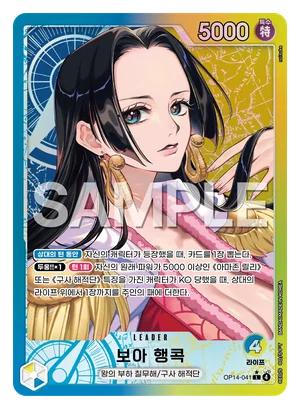 5000
특수
特
SAMPLE
상대의 턴 동안 자신의 캐릭터가 등장했을 때, 카드를 1장 뽑는다.
두웅!!×1 턴 1회 자신의 원래 파워가 5000 이상인 《아마존 릴리》
또는 《구사 해적단》 특징을 가진 캐릭터가 KO 당했을 때, 상대의
라이프 위에서 1장까지를 주인의 패에 더한다.
LEADER
보아 행콕
왕의 부하 칠무해/구사 해적단
4
라이프
OP14-041 L 4